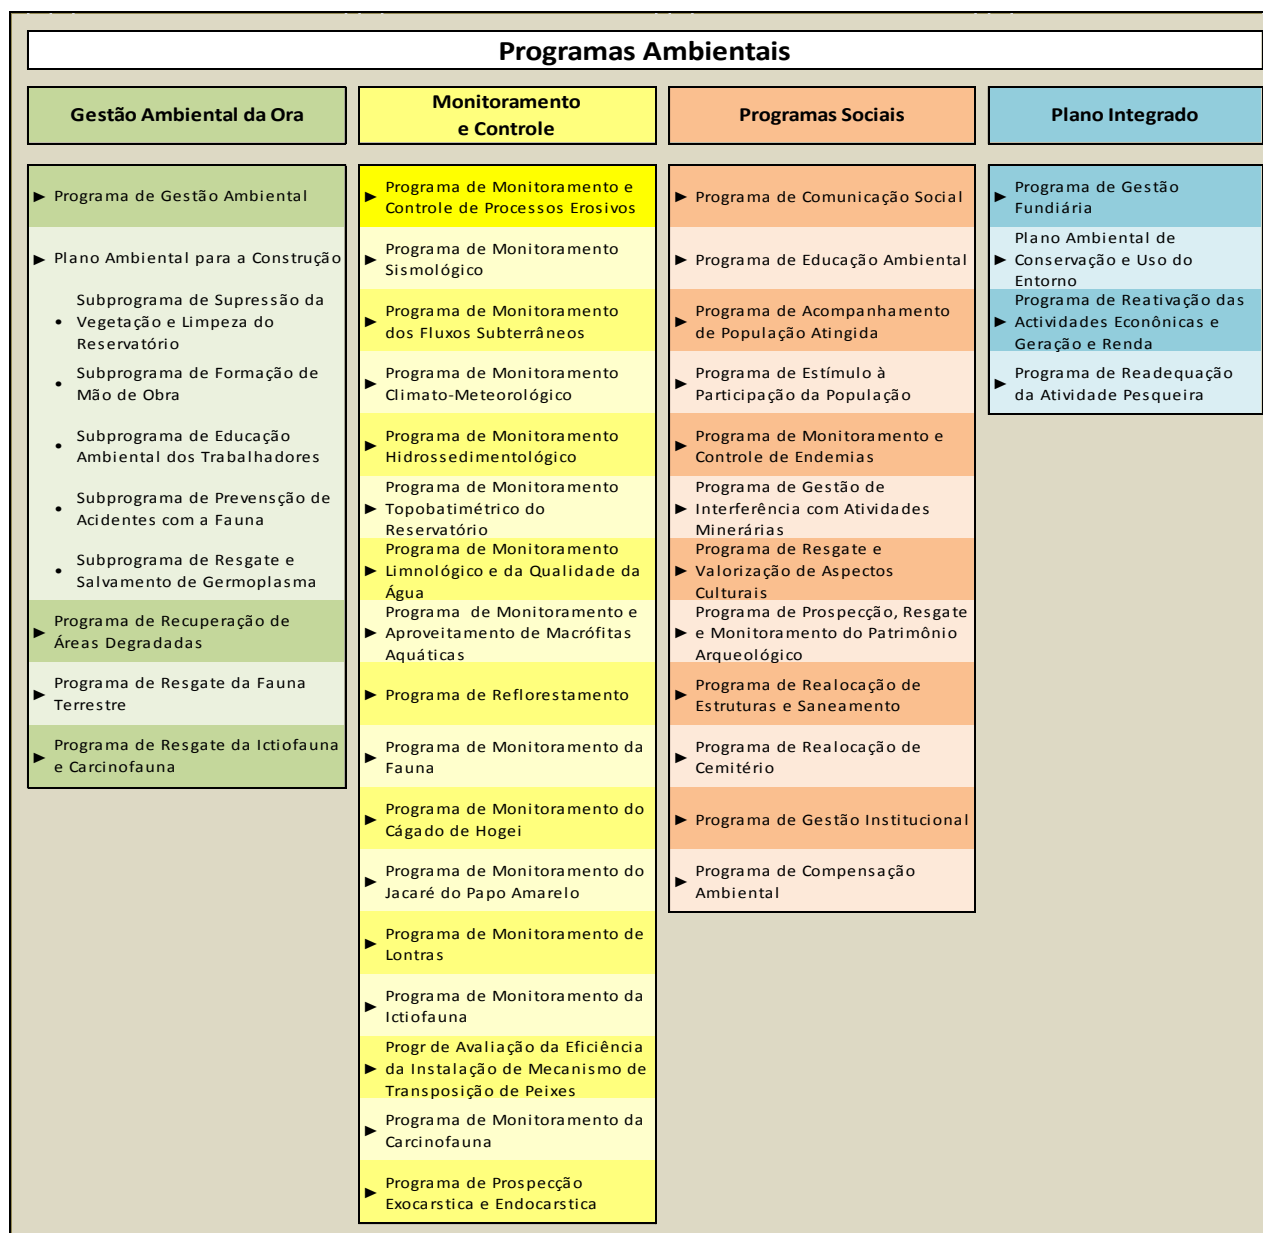 Programas Ambientais
Gestão Ambiental da Ora
► Programa de Gestão Ambiental
► Plano Ambiental para a Construção
• Subprograma de Supressão da
Vegetação e Limpeza do
Reservatório
• Subprograma de Formação de
Mão de Obra
• Subprograma de Educação
Ambiental dos Trabalhadores
• Subprograma de Prevensção de
Acidentes com a Fauna
• Subprograma de Resgate e
Salvamento de Germoplasma
► Programa de Recuperação de
Áreas Degradadas
► Programa de Resgate da Fauna
Terrestre
► Programa de Resgate da Ictiofauna
e Carcinofauna
Monitoramento
e Controle
► Programa de Monitoramento e
Controle de Processos Erosivos
► Programa de Monitoramento
Sismológico
► Programa de Monitoramento
dos Fluxos Subterrâneos
► Programa de Monitoramento
Climato-Meteorológico
► Programa de Monitoramento
Hidrossedimentológico
► Programa de Monitoramento
Topobatimétrico do
Reservatório
► Programa de Monitoramento
Limnológico e da Qualidade da
Água
► Programa de Monitoramento e
Aproveitamento de Macrófitas
Aquáticas
► Programa de Reflorestamento
► Programa de Monitoramento da
Fauna
► Programa de Monitoramento do
Cágado de Hogei
► Programa de Monitoramento do
Jacaré do Papo Amarelo
► Programa de Monitoramento de
Lontras
► Programa de Monitoramento da
Ictiofauna
► Progr de Avaliação da Eficiência
da Instalação de Mecanismo de
Transposição de Peixes
► Programa de Monitoramento da
Carcinofauna
► Programa de Prospecção
Exocarstica e Endocarstica
Programas Sociais
► Programa de Comunicação Social
► Programa de Educação Ambiental
► Programa de Acompanhamento
de População Atingida
► Programa de Estímulo à
Participação da População
► Programa de Monitoramento e
Controle de Endemias
► Programa de Gestão de
Interferência com Atividades
Minerárias
► Programa de Resgate e
Valorização de Aspectos
Culturais
► Programa de Prospecção, Resgate
e Monitoramento do Patrimônio
Arqueológico
► Programa de Realocação de
Estruturas e Saneamento
► Programa de Realocação de
Cemitério
► Programa de Gestão Institucional
► Programa de Compensação
Ambiental
Plano Integrado
► Programa de Gestão
Fundiária
► Plano Ambiental de
Conservação e Uso do
Entorno
► Programa de Reativação das
Actividades Econômicas e
Geração e Renda
► Programa de Readequação
da Atividade Pesqueira